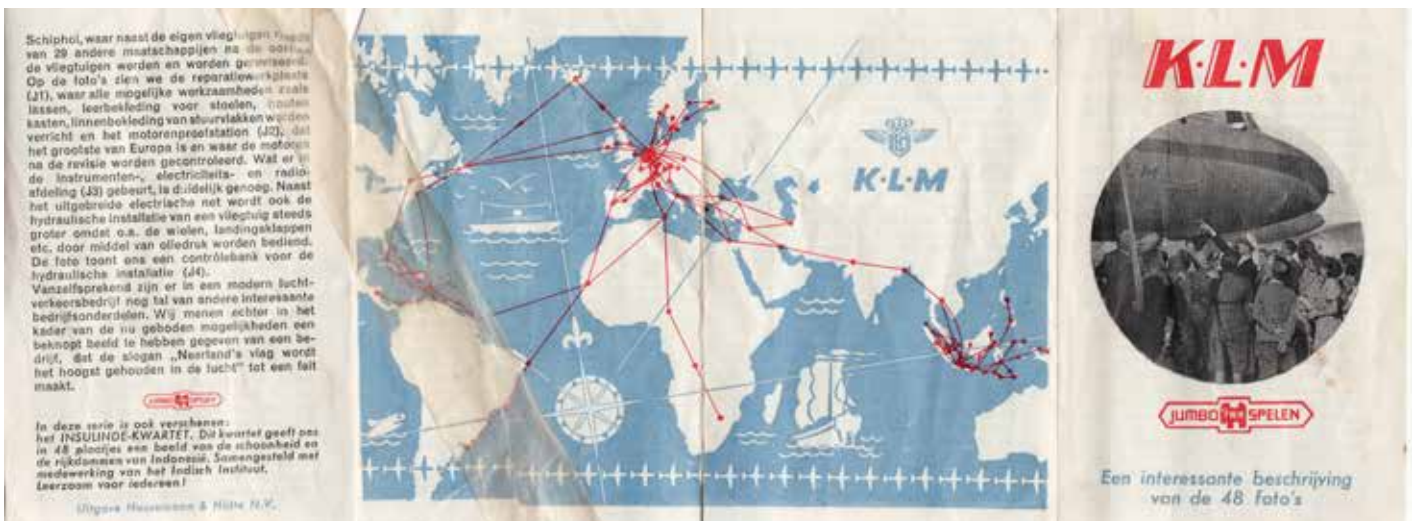 Schiphol, waar naast de eigen vliegtuigen reeds
van 29 andere maatschappijen na de oorlog
de vliegtuigen werden en worden gereviseerd.
Op de foto's zien we de reparatiewerkplaats
(J1), waar alle mogelijke werkzaamheden zoals
lassen, leerbekleding voor stoelen, houten
kasten, linnenbekleding van stuurvlakken worden
verricht en het motorenproefstation (J2), dat
het grootste van Europa is en waar de motoren
na de revisie worden gecontroleerd. Wat er in
de instrumenten-, electriciteits- en radio-
afdeling (J3) gebeurt, is duidelijk genoeg. Naast
het uitgebreide electrische net wordt ook de
hydraulische installatie van een vliegtuig steeds
groter omdat o.a. de wielen, landingsklappen
etc. door middel van oliedruk worden bediend.
De foto toont ons een contrôlebank voor de
hydraulische installatie (J4).
Vanzelfsprekend zijn er in een modern lucht-
verkeersbedrijf nog tal van andere interessante
bedrijfsonderdelen. Wij menen echter in het
kader van de nu geboden mogelijkheden een
beknopt beeld te hebben gegeven van een be-
drijf, dat de slogan „Neerland's vlag wordt
het hoogst gehouden in de lucht" tot een feit
maakt.
JUMBO SPELEN
In deze serie is ook verschenen:
het INSULINDE-KWARTET. Dit kwartet geeft ons
in 48 plaatjes een beeld van de schoonheid en
de rijkdommen van Indonesië. Samengesteld met
medewerking van het Indisch Instituut.
Leerzaam voor iedereen!
Uitgave Hausemann & Hötte N.V.
K·L·M
K·L·M
JUMBO SPELEN
Een interessante beschrijving
van de 48 foto's